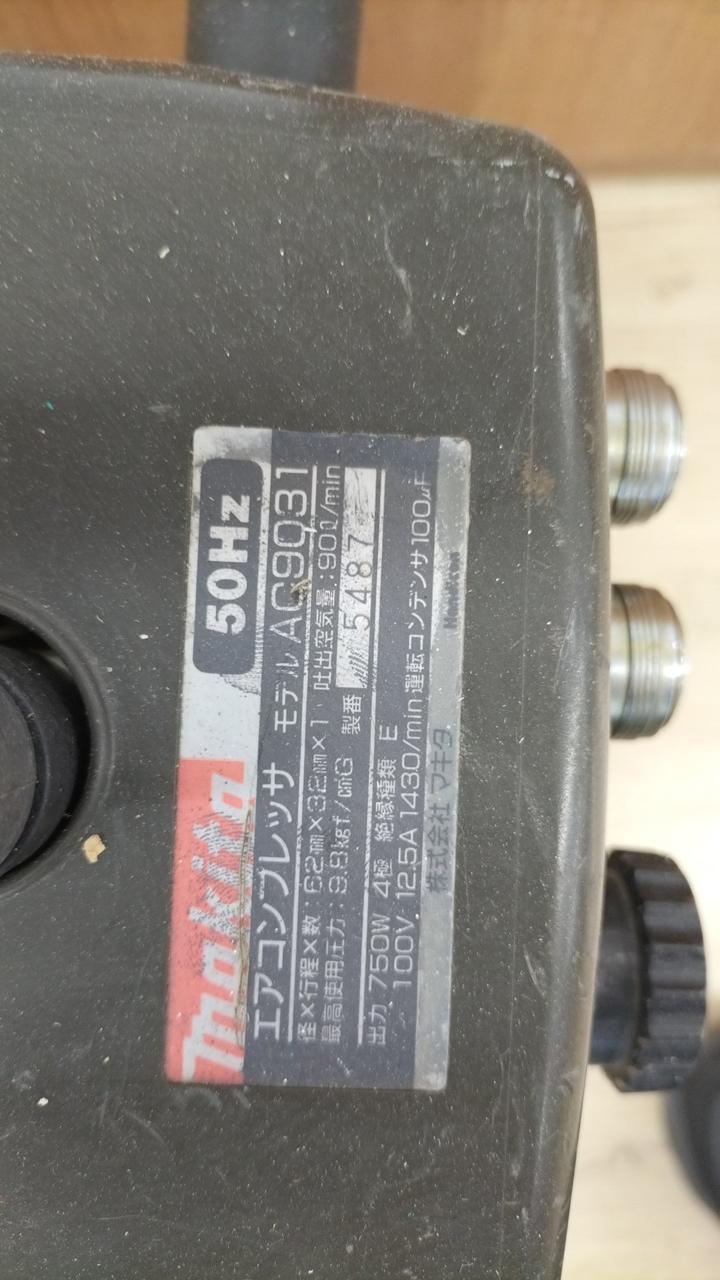 makita
50Hz
エアコンプレッサ モデル AC9031
径×行程×数:62㎜×32㎜×1 吐出空気量:90ℓ/min
最高使用圧力:9.8kgf/c㎡G 製番 5487
出力 750W 4極 絶縁種類 E
100V 12.5A 1430/min 運転コンデンサ100μF
株式会社 マキタ